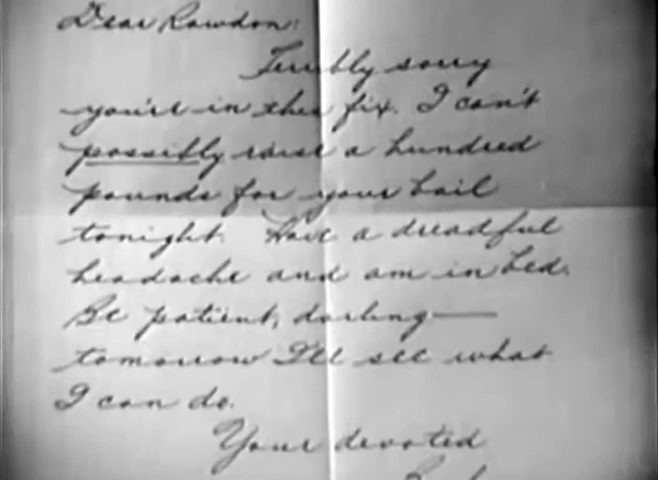 Dear Rawdon:
Terribly sorry
you're in this fix. I can't
possibly raise a hundred
pounds for your bail
tonight. Have a dreadful
headache and am in bed.
Be patient, darling—
tomorrow I'll see what
I can do.
Your devoted